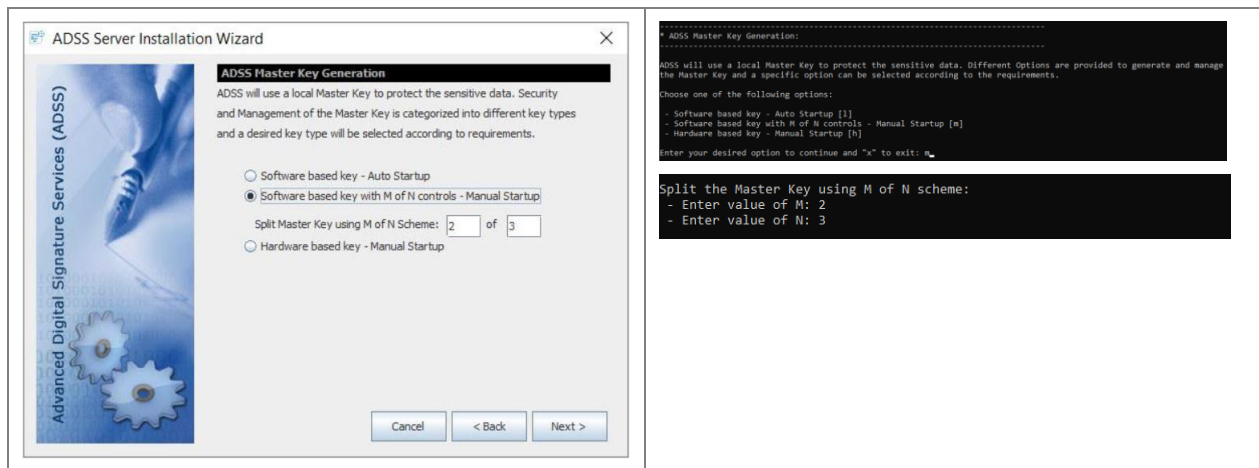 ADSS Server Installation Wizard
Advanced Digital Signature Services (ADSS)
ADSS Master Key Generation
ADSS will use a local Master Key to protect the sensitive data. Security
and Management of the Master Key is categorized into different key types
and a desired key type will be selected according to requirements.
Software based key - Auto Startup
Software based key with M of N controls - Manual Startup
Split Master Key using M of N Scheme: 2 of 3
Hardware based key - Manual Startup
Cancel < Back Next >
--------------------------------------------------------------------------------
* ADSS Master Key Generation:
--------------------------------------------------------------------------------
ADSS will use a local Master Key to protect the sensitive data. Different Options are provided to generate and manage
the Master Key and a specific option can be selected according to the requirements.
Choose one of the following options:
- Software based key - Auto Startup [l]
- Software based key with M of N controls - Manual Startup [m]
- Hardware based key - Manual Startup [h]
Enter your desired option to continue and "x" to exit: m_
Split the Master Key using M of N scheme:
- Enter value of M: 2
- Enter value of N: 3